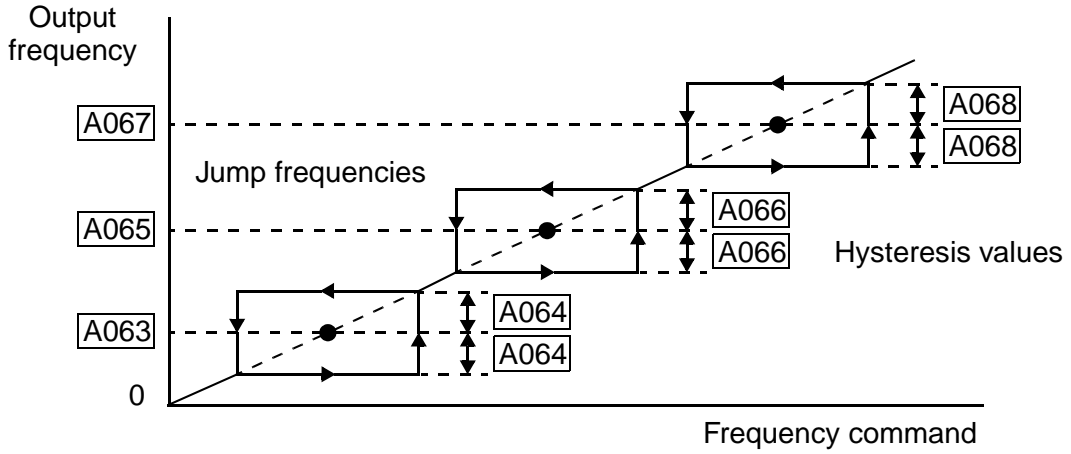 Output
frequency
A067
A068
A068
Jump frequencies
A065
A066
A066
Hysteresis values
A063
A064
A064
0
Frequency command